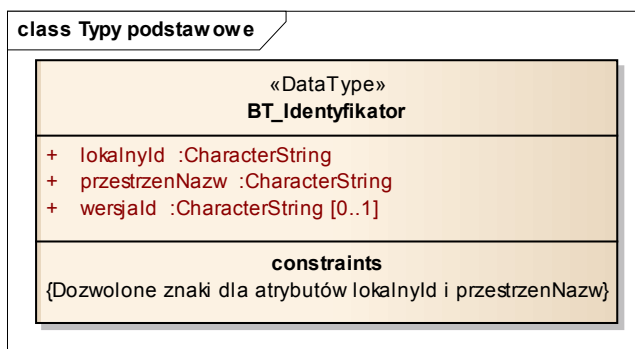 class Typy podstawowe
«DataType»
BT_Identyfikator
+ lokalnyId :CharacterString
+ przestrzenNazw :CharacterString
+ wersjaId :CharacterString [0..1]
constraints
{Dozwolone znaki dla atrybutów lokalnyId i przestrzenNazw}